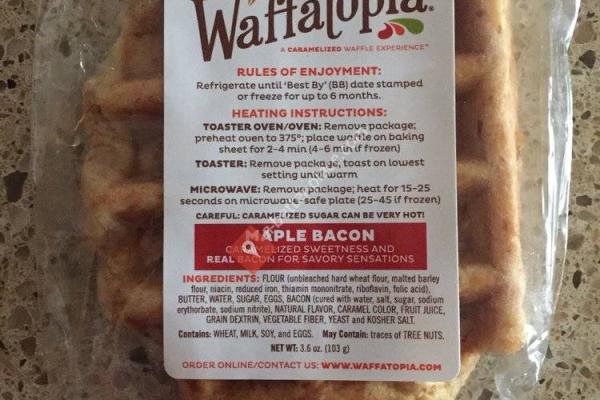 Waffatopia®
A CARAMELIZED WAFFLE EXPERIENCE™
RULES OF ENJOYMENT:
Refrigerate until 'Best By' (BB) date stamped
or freeze for up to 6 months.
HEATING INSTRUCTIONS:
TOASTER OVEN/OVEN: Remove package;
preheat oven to 375°; place waffle on baking
sheet for 2-4 min (4-6 min if frozen)
TOASTER: Remove package, toast on lowest
setting until warm
MICROWAVE: Remove package; heat for 15-25
seconds on microwave-safe plate (25-45 if frozen)
CAREFUL: CARAMELIZED SUGAR CAN BE VERY HOT!
MAPLE BACON
CARAMELIZED SWEETNESS AND
REAL BACON FOR SAVORY SENSATIONS
INGREDIENTS: FLOUR (unbleached hard wheat flour, malted barley
flour, niacin, reduced iron, thiamin mononitrate, riboflavin, folic acid),
BUTTER, WATER, SUGAR, EGGS, BACON (cured with water, salt, sugar, sodium
erythorbate, sodium nitrite), NATURAL FLAVOR, CARAMEL COLOR, FRUIT JUICE,
GRAIN DEXTRIN, VEGETABLE FIBER, YEAST and KOSHER SALT.
Contains: WHEAT, MILK, SOY, and EGGS. May Contain: traces of TREE NUTS.
NET WT: 3.6 oz. (103 g)
ORDER ONLINE/CONTACT US: WWW.WAFFATOPIA.COM